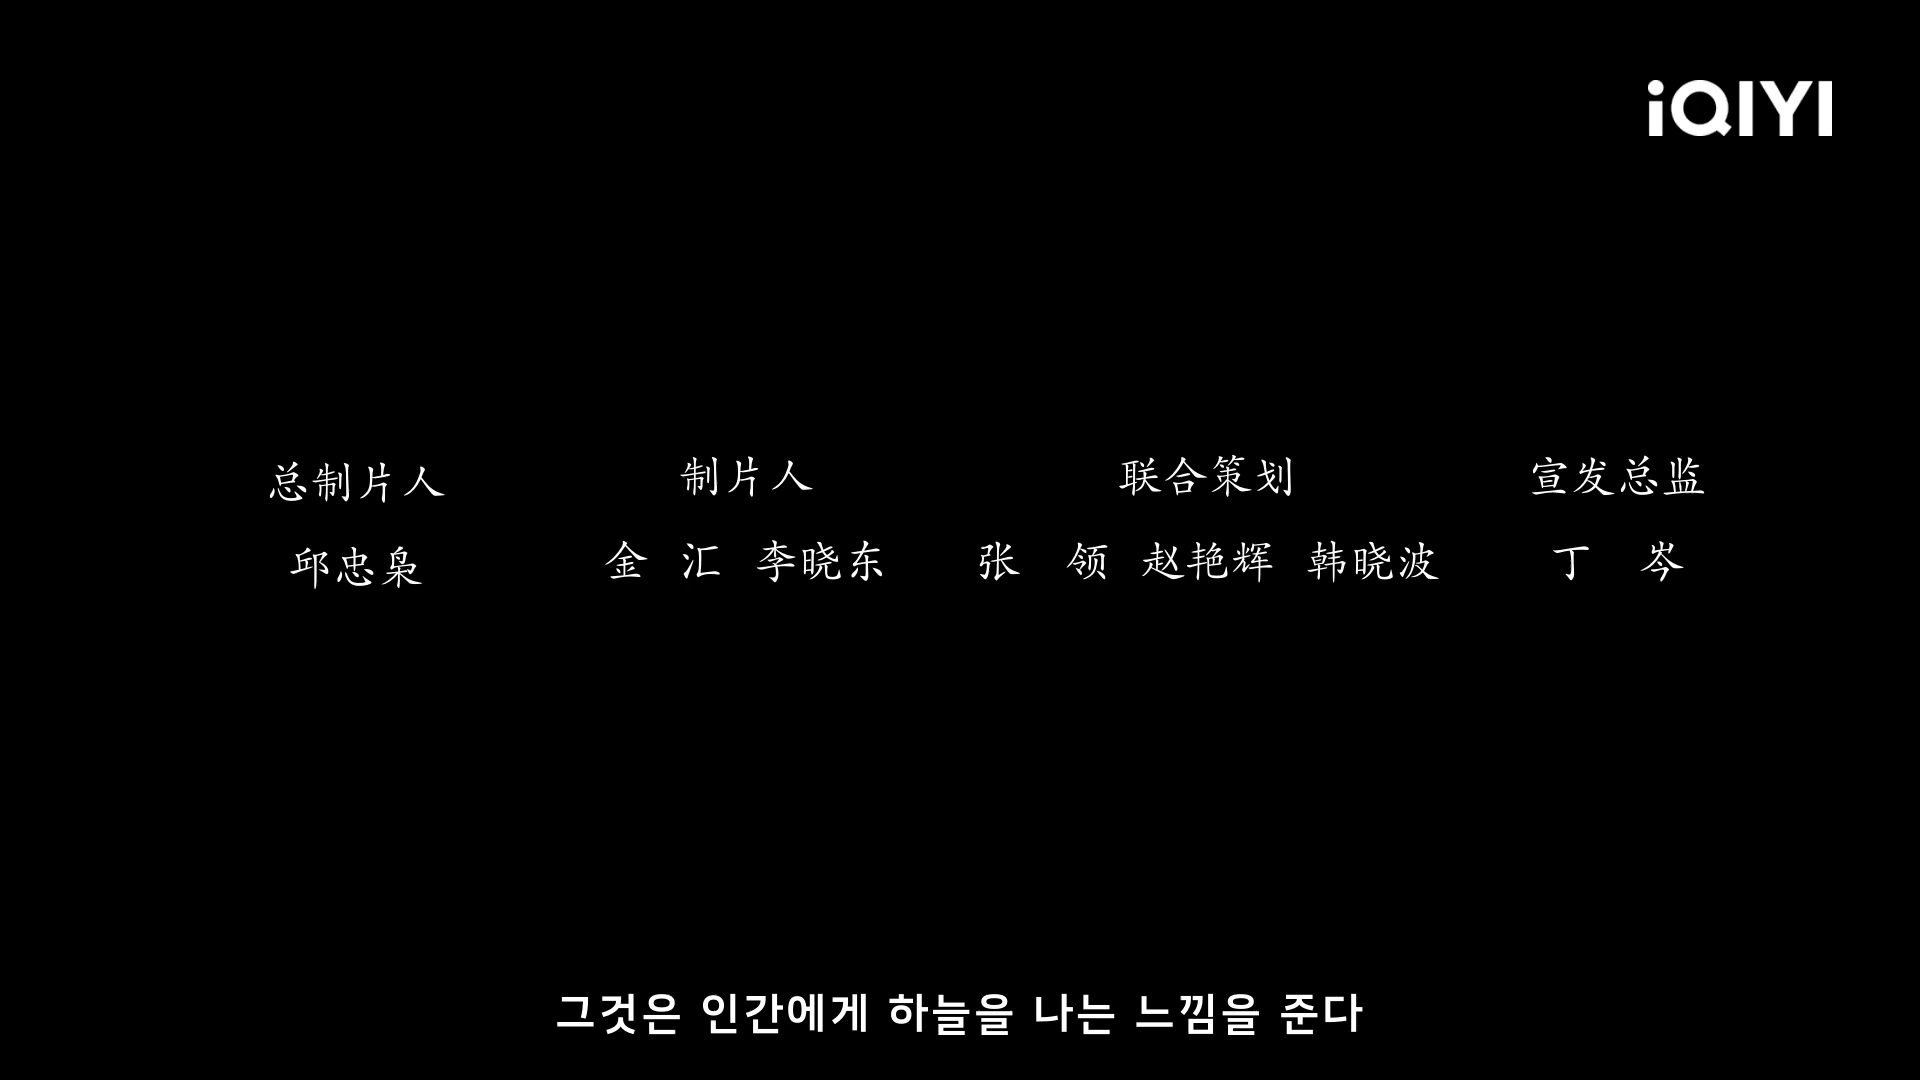 iQIYI
总制片人 制片人 联合策划 宣发总监
邱忠枭 金 汇 李晓东 张 领 赵艳辉 韩晓波 丁 岑
그것은 인간에게 하늘을 나는 느낌을 준다